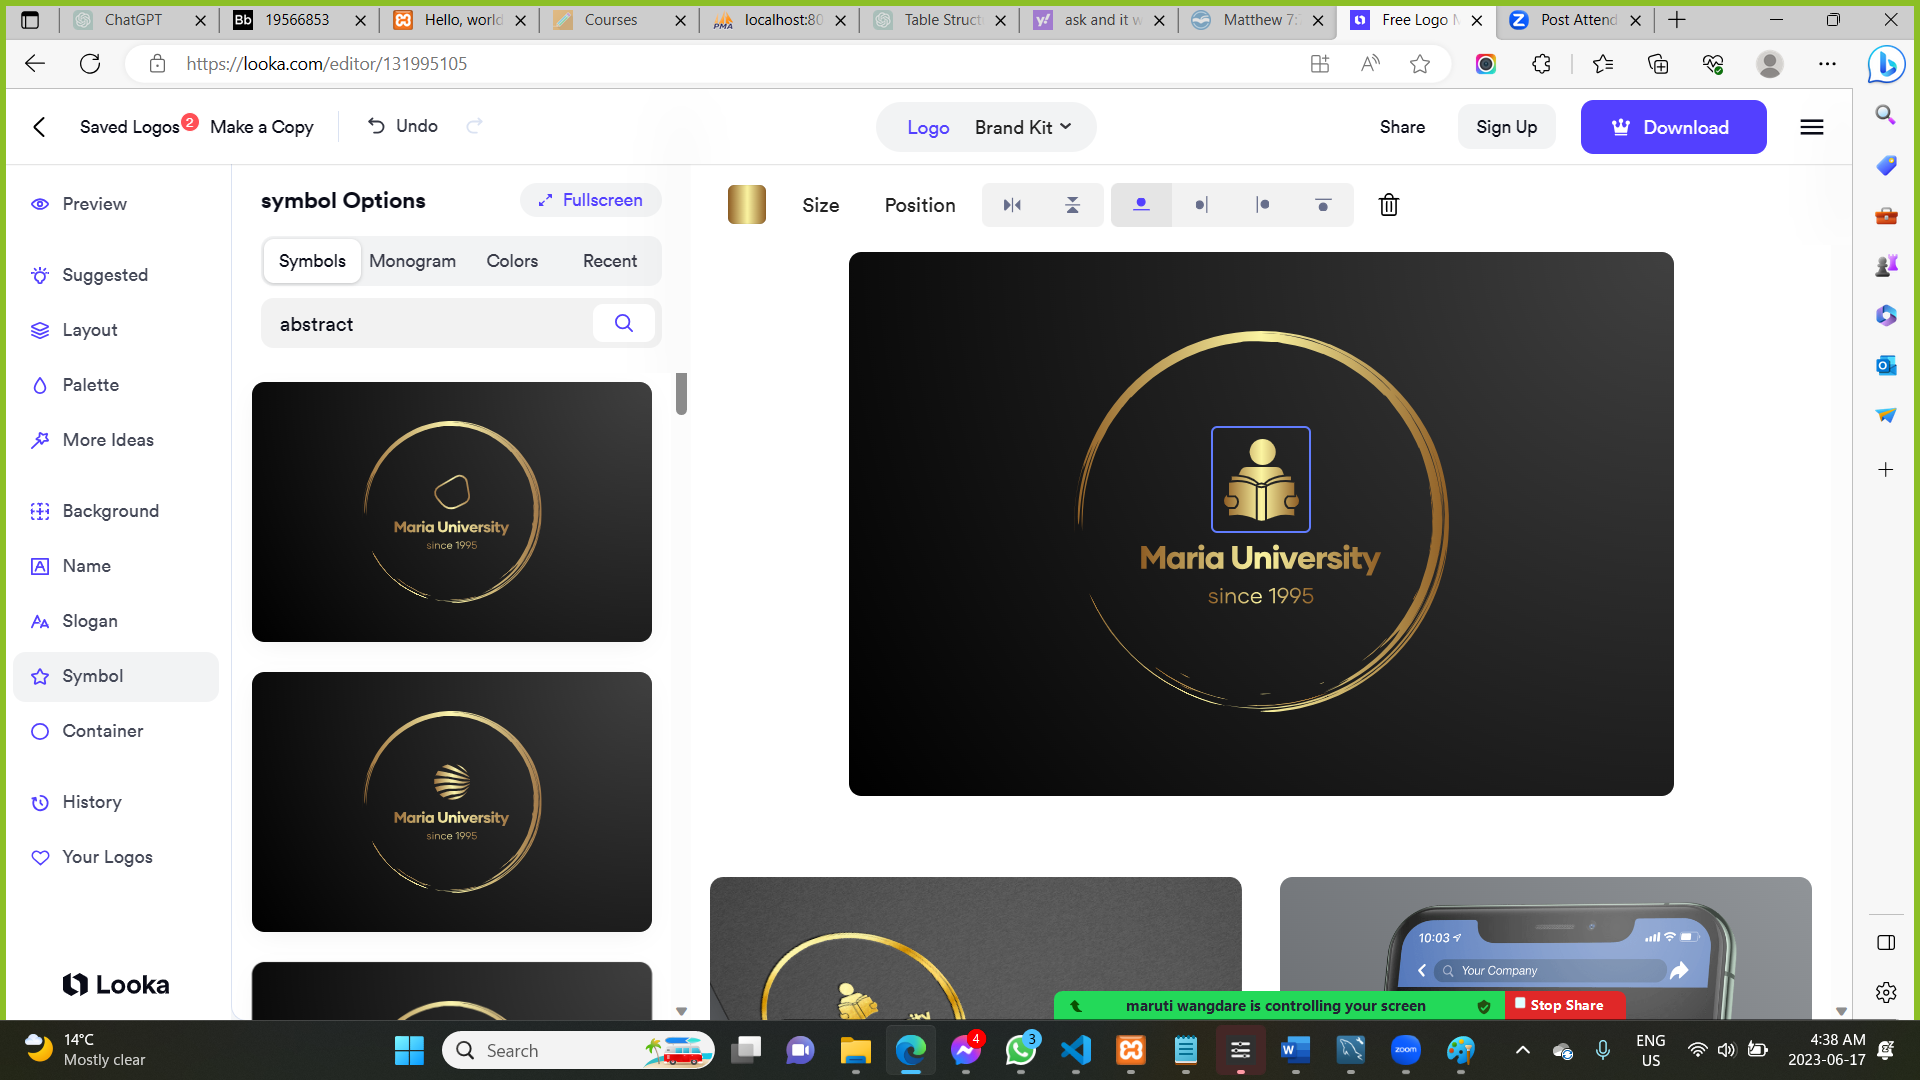 ChatGPT
19566853
Hello, world
Courses
localhost:80
Table Struct
ask and it w
Matthew 7:
Free Logo M
Post Attend
https://looka.com/editor/131995105
Saved Logos 2
Make a Copy
Undo
Logo
Brand Kit
Share
Sign Up
Download
Preview
Suggested
Layout
Palette
More Ideas
Background
Name
Slogan
Symbol
Container
History
Your Logos
Looka
symbol Options
Fullscreen
Symbols
Monogram
Colors
Recent
abstract
Maria University
since 1995
Maria University
since 1995
Size
Position
Maria University
since 1995
10:03
Your Company
maruti wangdare is controlling your screen
Stop Share
14°C
Mostly clear
Search
4
3
zoom
ENG
US
4:38 AM
2023-06-17